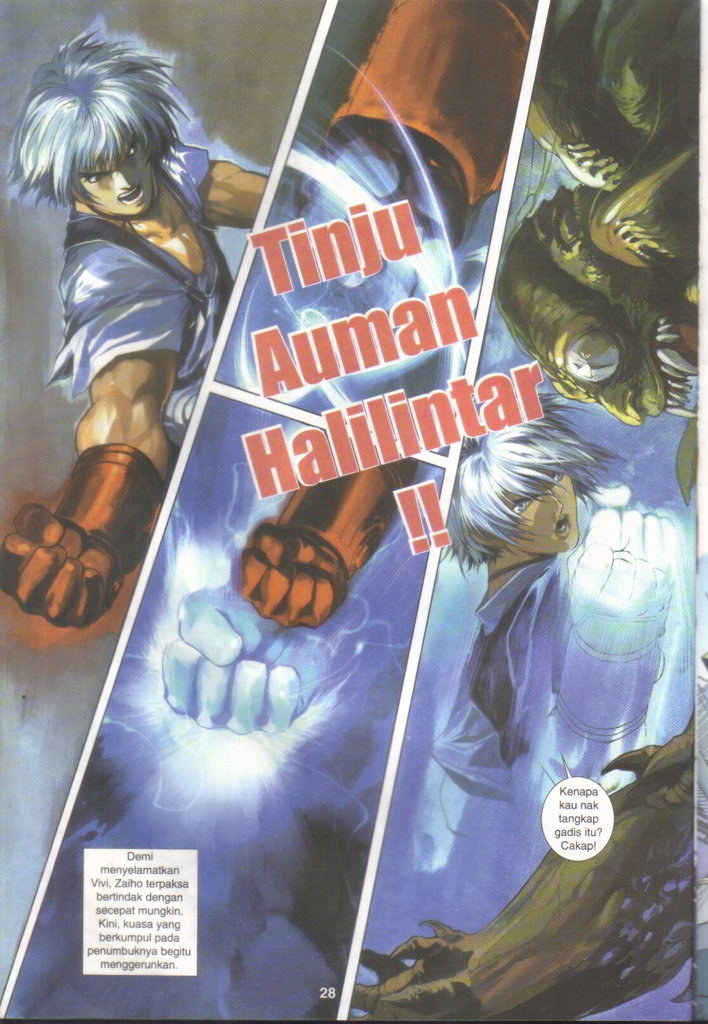 Tinju
Auman
Halilintar
!!
Kenapa
kau nak
tangkap
gadis itu?
Cakap!
Demi
menyelamatkan
Vivi, Zaiho terpaksa
bertindak dengan
secepat mungkin.
Kini, kuasa yang
berkumpul pada
penumbuknya begitu
menggerunkan.
28